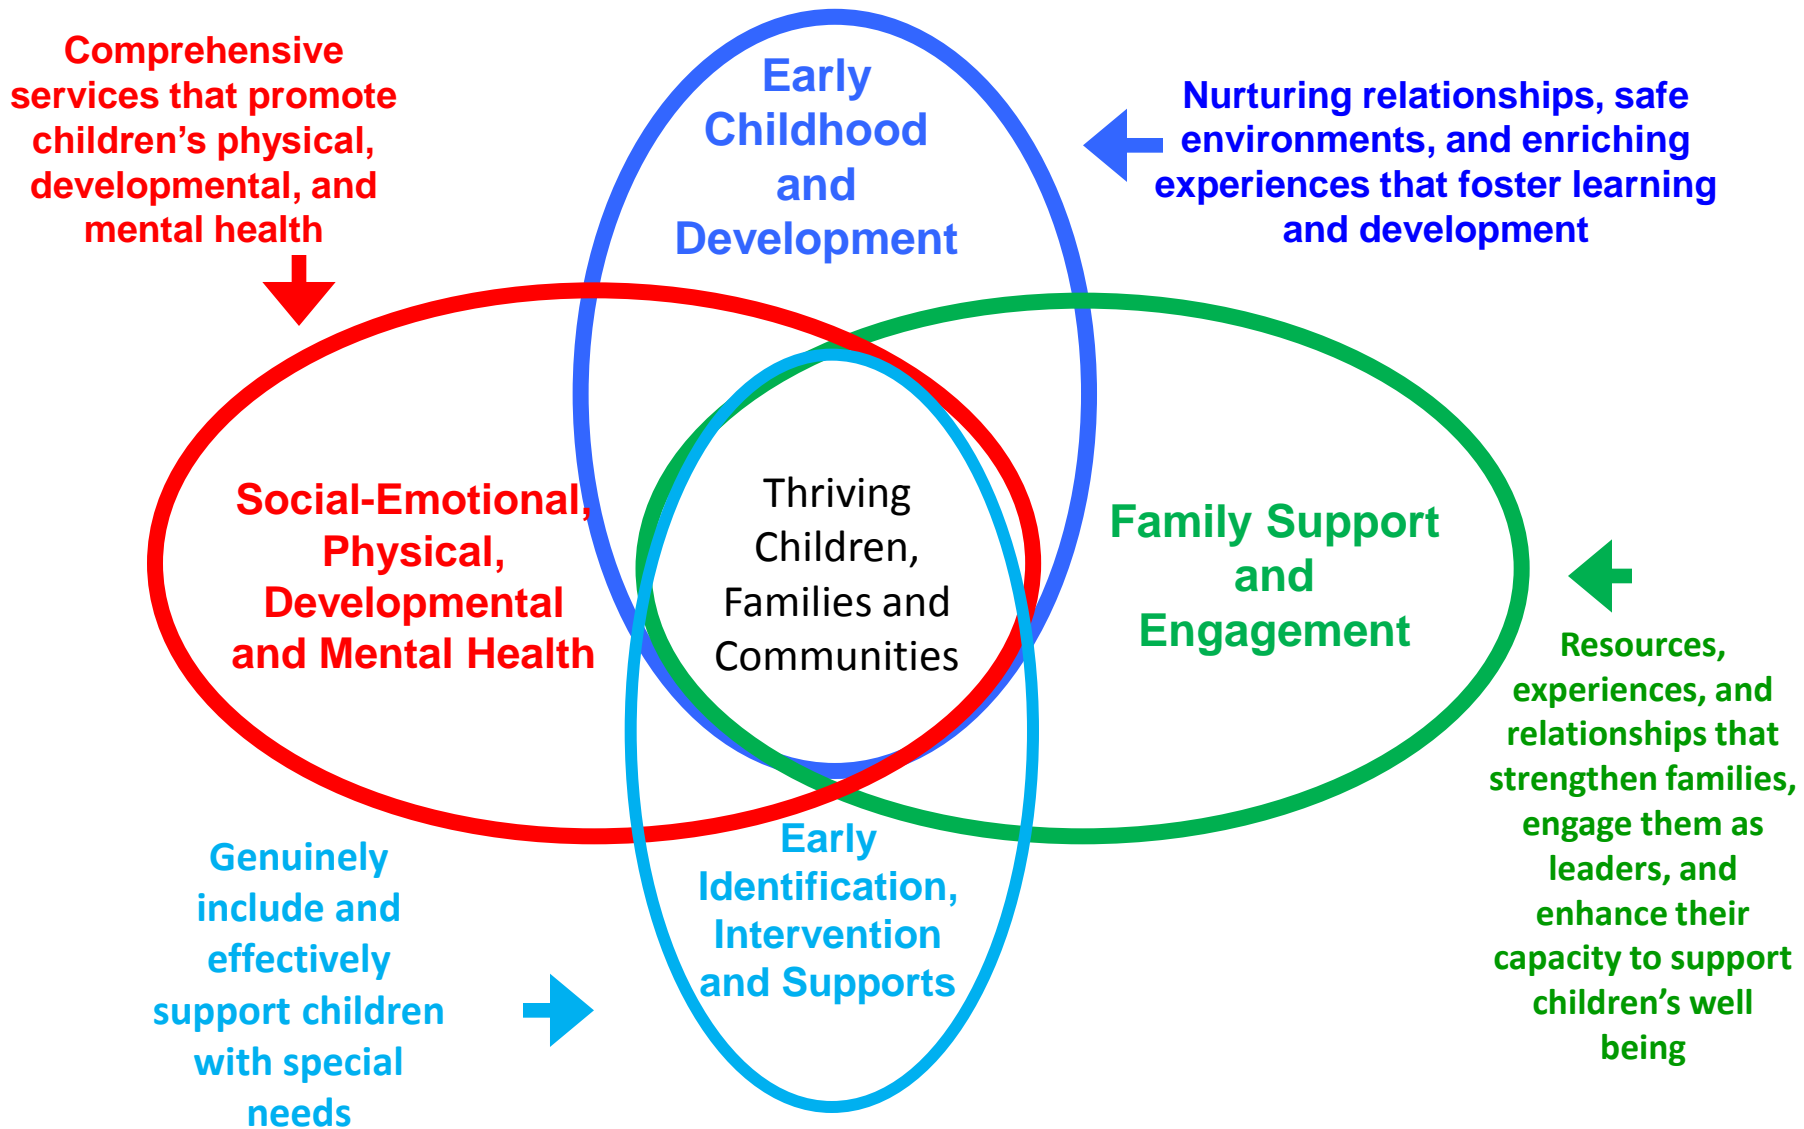 Comprehensive
services that promote
children’s physical,
developmental, and
mental health
Early
Childhood
and
Development
Nurturing relationships, safe
environments, and enriching
experiences that foster learning
and development
Social-Emotional,
Physical,
Developmental
and Mental Health
Thriving
Children,
Families and
Communities
Family Support
and
Engagement
Resources,
experiences, and
relationships that
strengthen families,
engage them as
leaders, and
enhance their
capacity to support
children’s well
being
Genuinely
include and
effectively
support children
with special
needs
Early
Identification,
Intervention
and Supports